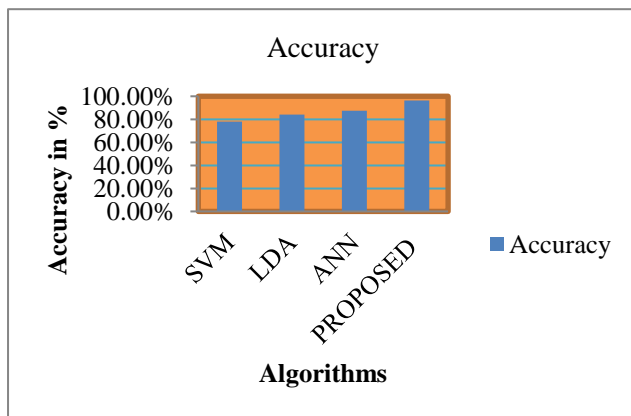 Accuracy
Accuracy in %
100.00%
80.00%
60.00%
40.00%
20.00%
0.00%
SVM
LDA
ANN
PROPOSED
Accuracy
Algorithms